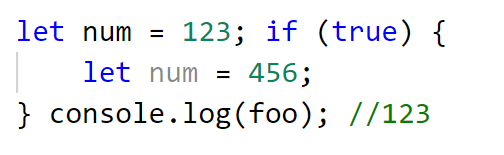 let num = 123; if (true) {
    let num = 456;
} console.log(foo); //123